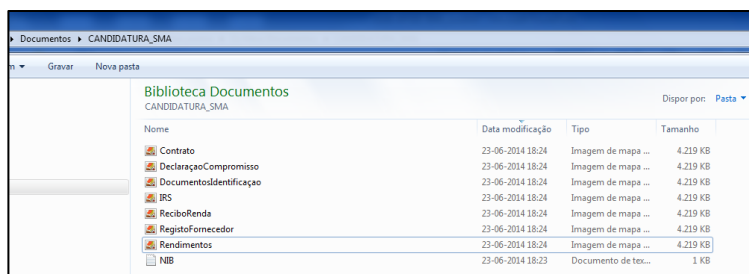 Documentos CANDIDATURA_SMA
m Gravar Nova pasta
Biblioteca Documentos
CANDIDATURA_SMA
Dispor por: Pasta
Nome Data modificação Tipo Tamanho
Contrato 23-06-2014 18:24 Imagem de mapa ... 4.219 KB
DeclaraçaoCompromisso 23-06-2014 18:24 Imagem de mapa ... 4.219 KB
DocumentosIdentificaçao 23-06-2014 18:24 Imagem de mapa ... 4.219 KB
IRS 23-06-2014 18:24 Imagem de mapa ... 4.219 KB
ReciboRenda 23-06-2014 18:24 Imagem de mapa ... 4.219 KB
RegistoFornecedor 23-06-2014 18:24 Imagem de mapa ... 4.219 KB
Rendimentos 23-06-2014 18:24 Imagem de mapa ... 4.219 KB
NIB 23-06-2014 18:23 Documento de tex... 1 KB